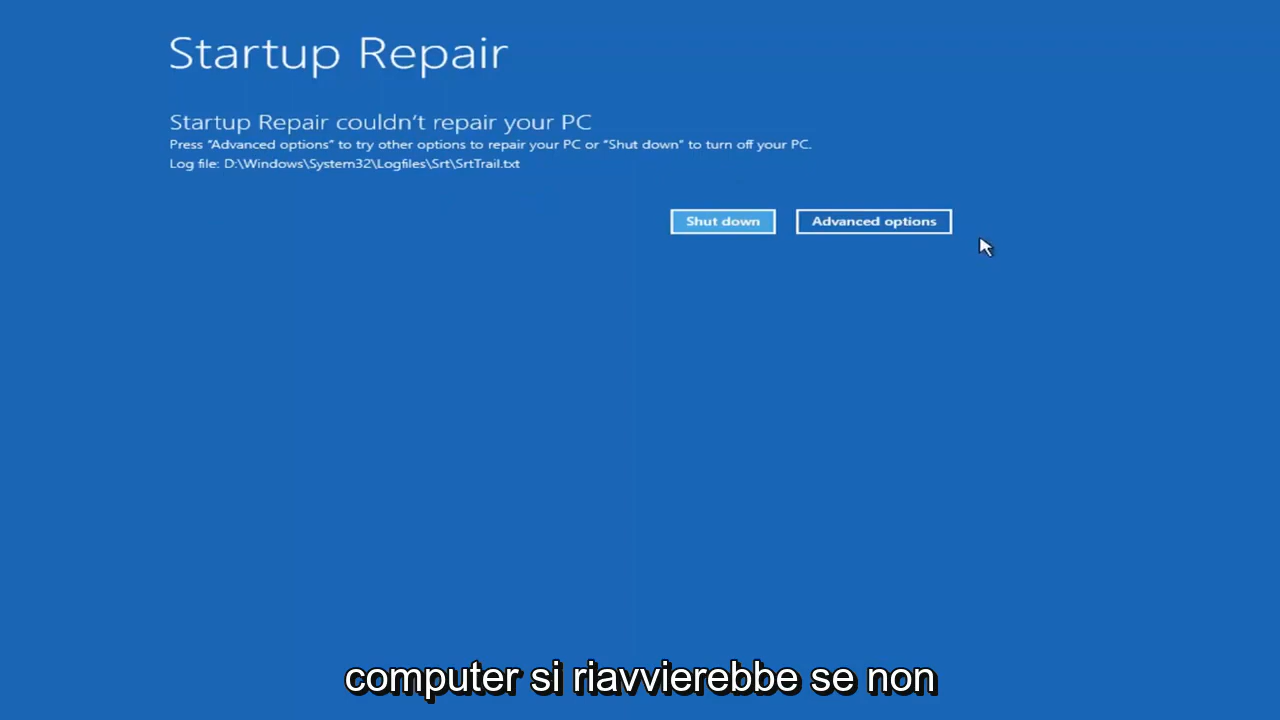 Startup Repair
Startup Repair couldn't repair your PC
Press "Advanced options" to try other options to repair your PC or "Shut down" to turn off your PC.
Log file: D:\Windows\System32\Logfiles\Srt\SrtTrail.txt
Shut down Advanced options
computer si riavvierebbe se non